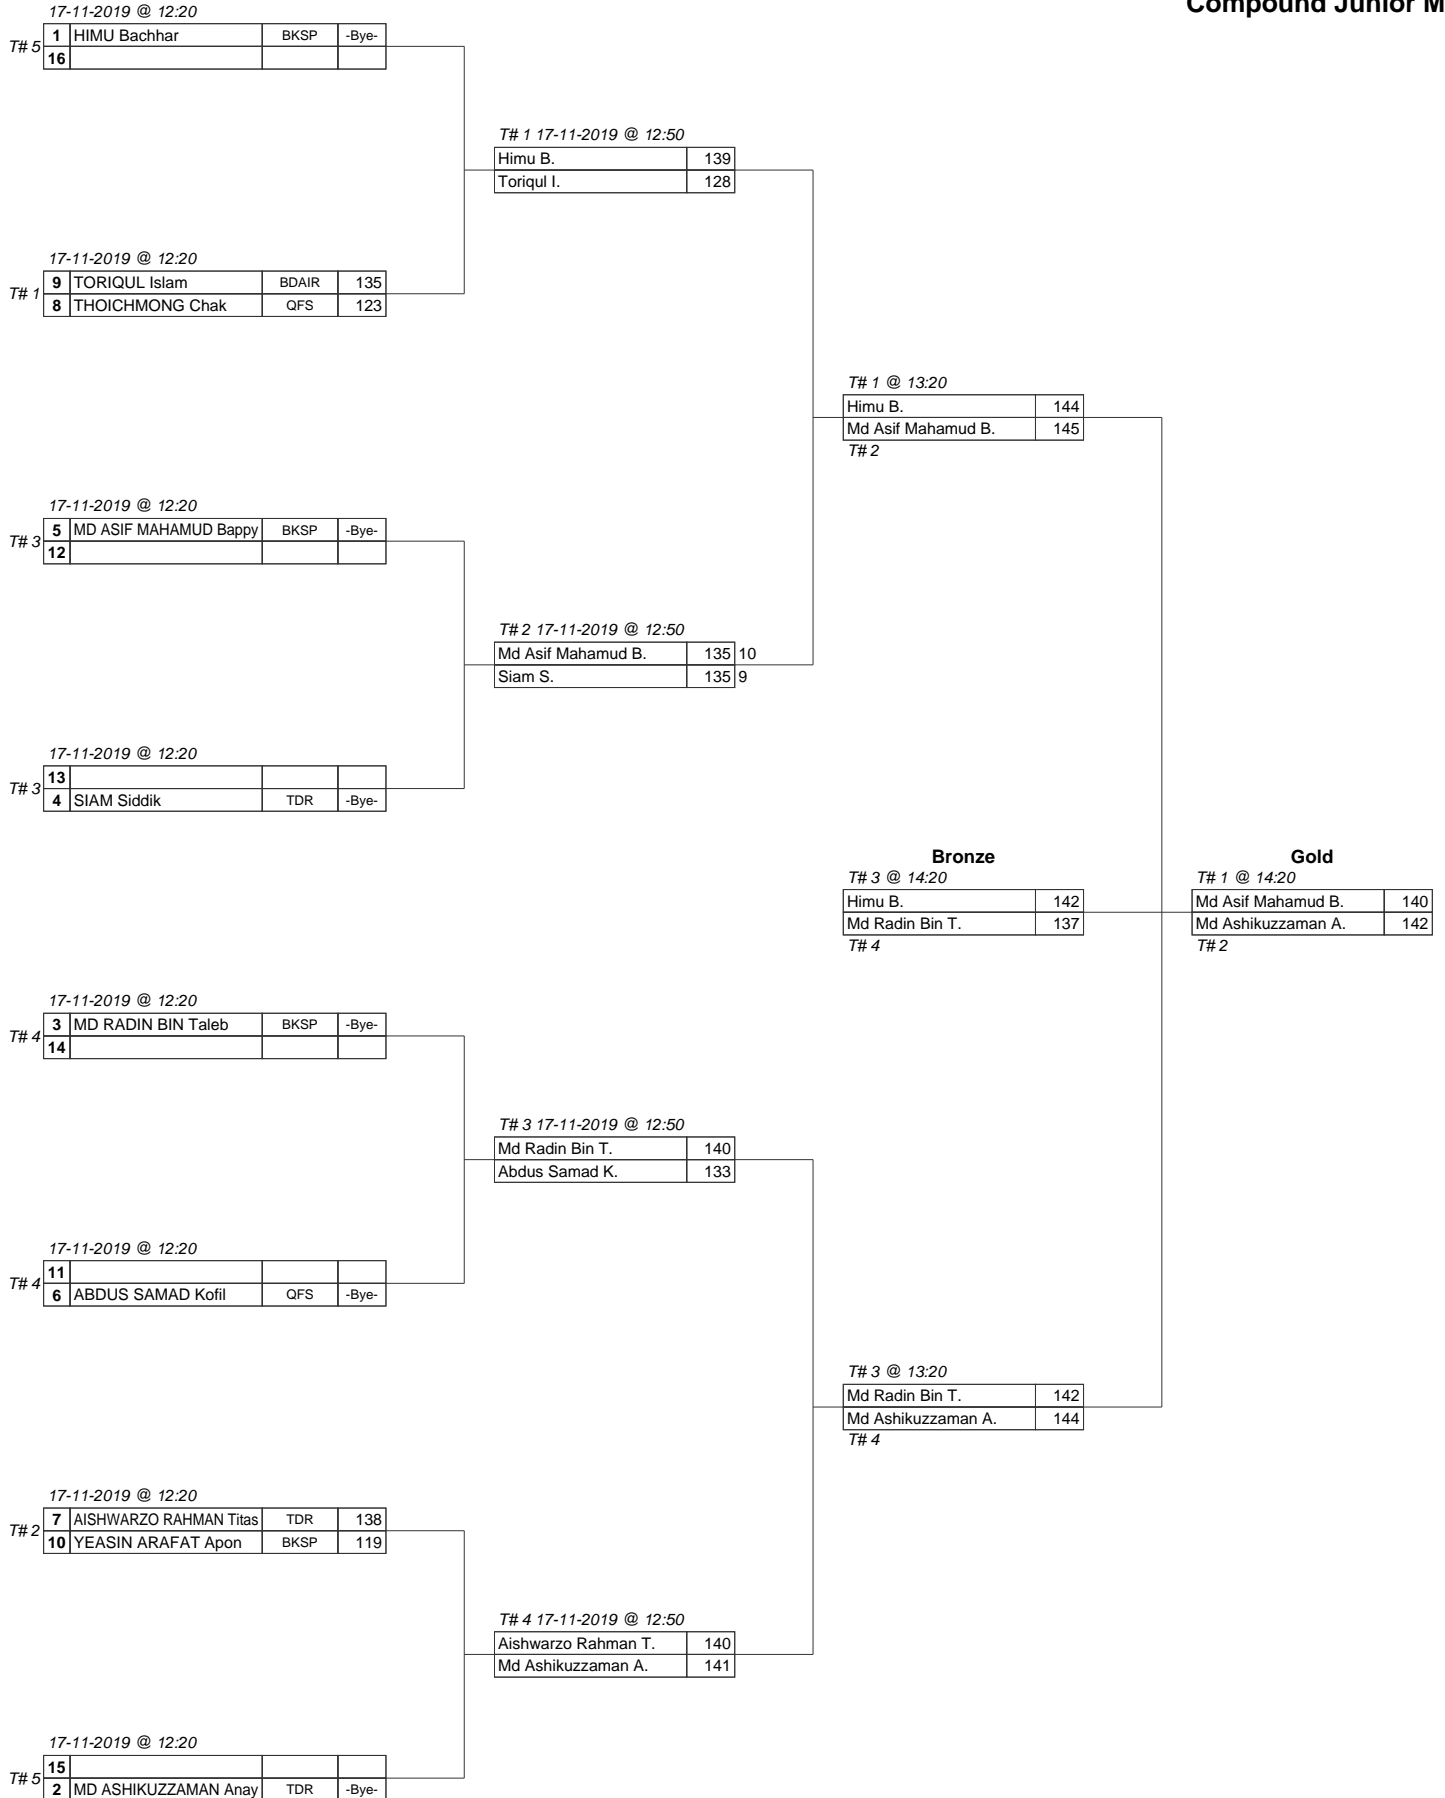 Compound Junior M
17-11-2019 @ 12:20
T# 5
1 HIMU Bachhar BKSP -Bye-
16
T# 1 17-11-2019 @ 12:50
Himu B. 139
Toriqul I. 128
17-11-2019 @ 12:20
T# 1
9 TORIQUL Islam BDAIR 135
8 THOICHMONG Chak QFS 123
T# 1 @ 13:20
Himu B. 144
Md Asif Mahamud B. 145
T# 2
17-11-2019 @ 12:20
T# 3
5 MD ASIF MAHAMUD Bappy BKSP -Bye-
12
T# 2 17-11-2019 @ 12:50
Md Asif Mahamud B. 135 10
Siam S. 135 9
17-11-2019 @ 12:20
T# 3
13
4 SIAM Siddik TDR -Bye-
Bronze
T# 3 @ 14:20
Himu B. 142
Md Radin Bin T. 137
T# 4
Gold
T# 1 @ 14:20
Md Asif Mahamud B. 140
Md Ashikuzzaman A. 142
T# 2
17-11-2019 @ 12:20
T# 4
3 MD RADIN BIN Taleb BKSP -Bye-
14
T# 3 17-11-2019 @ 12:50
Md Radin Bin T. 140
Abdus Samad K. 133
17-11-2019 @ 12:20
T# 4
11
6 ABDUS SAMAD Kofil QFS -Bye-
T# 3 @ 13:20
Md Radin Bin T. 142
Md Ashikuzzaman A. 144
T# 4
17-11-2019 @ 12:20
T# 2
7 AISHWARZO RAHMAN Titas TDR 138
10 YEASIN ARAFAT Apon BKSP 119
T# 4 17-11-2019 @ 12:50
Aishwarzo Rahman T. 140
Md Ashikuzzaman A. 141
17-11-2019 @ 12:20
T# 5
15
2 MD ASHIKUZZAMAN Anay TDR -Bye-